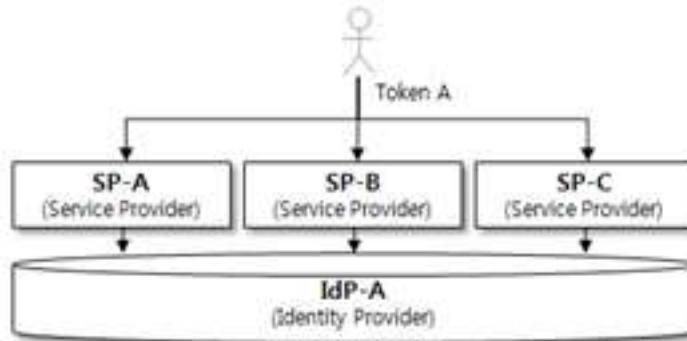 Token A
SP-A
(Service Provider)
SP-B
(Service Provider)
SP-C
(Service Provider)
IdP-A
(Identity Provider)